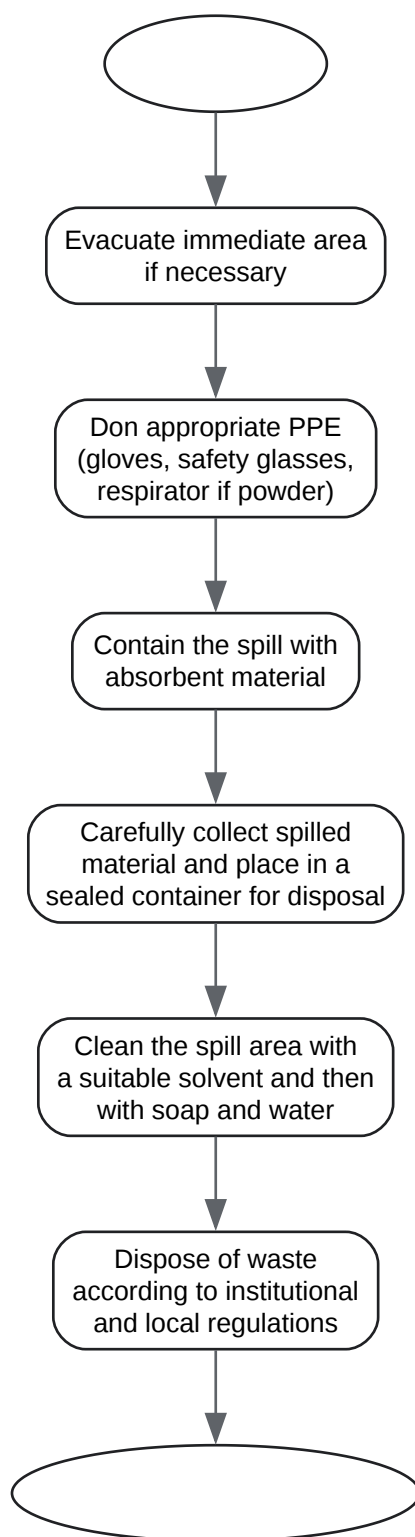 Evacuate immediate area
if necessary
Don appropriate PPE
(gloves, safety glasses,
respirator if powder)
Contain the spill with
absorbent material
Carefully collect spilled
material and place in a
sealed container for disposal
Clean the spill area with
a suitable solvent and then
with soap and water
Dispose of waste
according to institutional
and local regulations